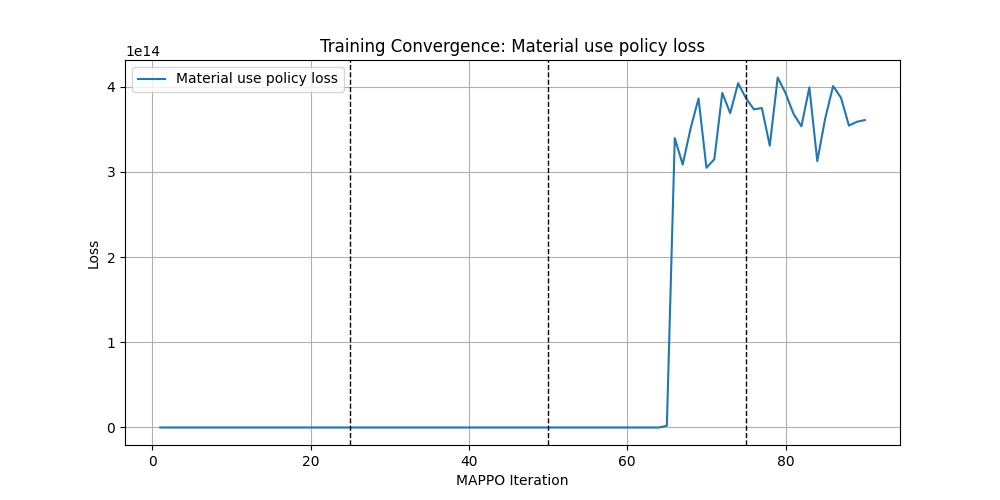 Training Convergence: Material use policy loss
1e14
Material use policy loss
4
3
2
1
0
Loss
0 20 40 60 80
MAPPO Iteration